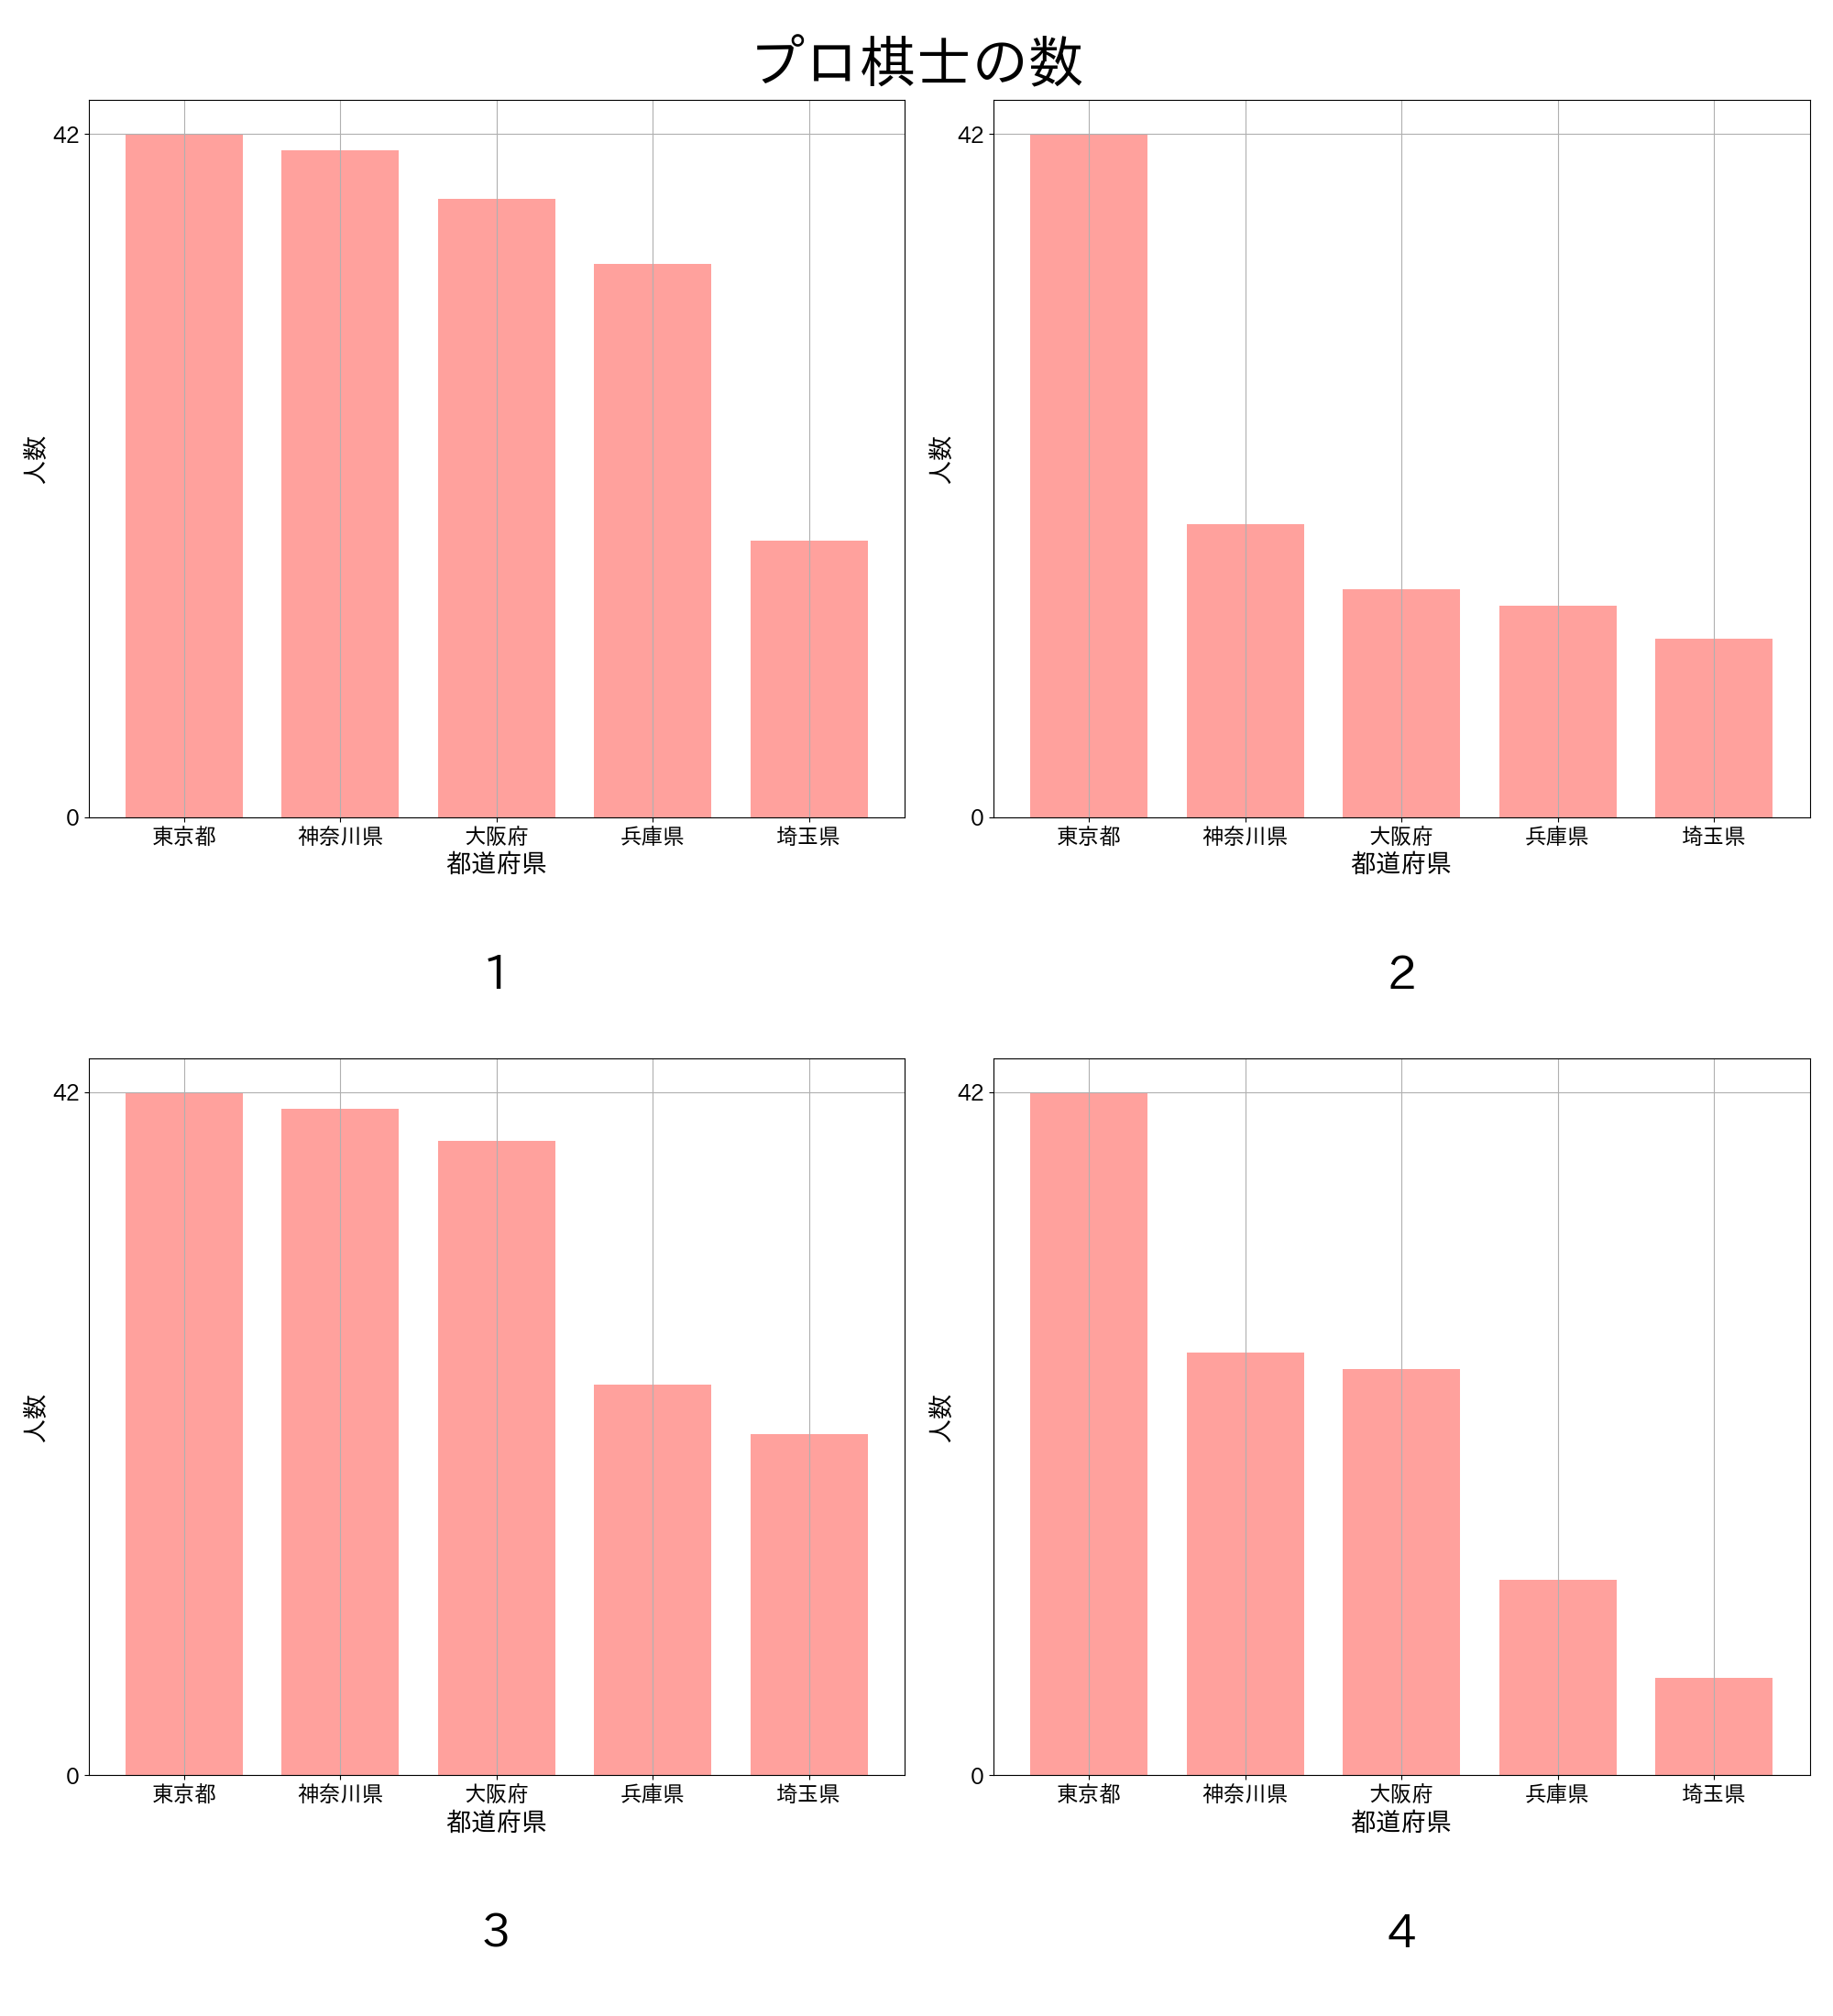 プロ棋士の数
42
人数
0
東京都 神奈川県 大阪府 兵庫県 埼玉県
都道府県
1
42
人数
0
東京都 神奈川県 大阪府 兵庫県 埼玉県
都道府県
2
42
人数
0
東京都 神奈川県 大阪府 兵庫県 埼玉県
都道府県
3
42
人数
0
東京都 神奈川県 大阪府 兵庫県 埼玉県
都道府県
4